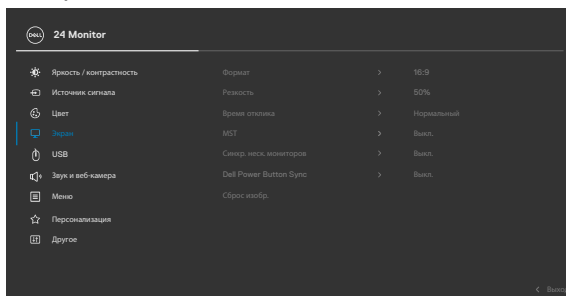 DELL 24 Monitor
Яркость / контрастность Формат 16:9
Источник сигнала Резкость 50%
Цвет Время отклика Нормальный
Экран MST Выкл.
USB Синхр. неск. мониторов Выкл.
Звук и веб-камера Dell Power Button Sync Выкл.
Меню Сброс изобр.
Персонализация
Другое
Выход